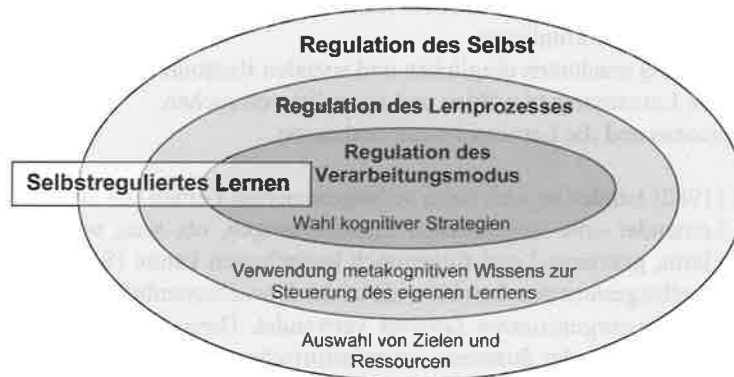 Regulation des Selbst
Regulation des Lernprozesses
Regulation des
Verarbeitungsmodus
Selbstreguliertes Lernen
Wahl kognitiver Strategien
Verwendung metakognitiven Wissens zur
Steuerung des eigenen Lernens
Auswahl von Zielen und
Ressourcen